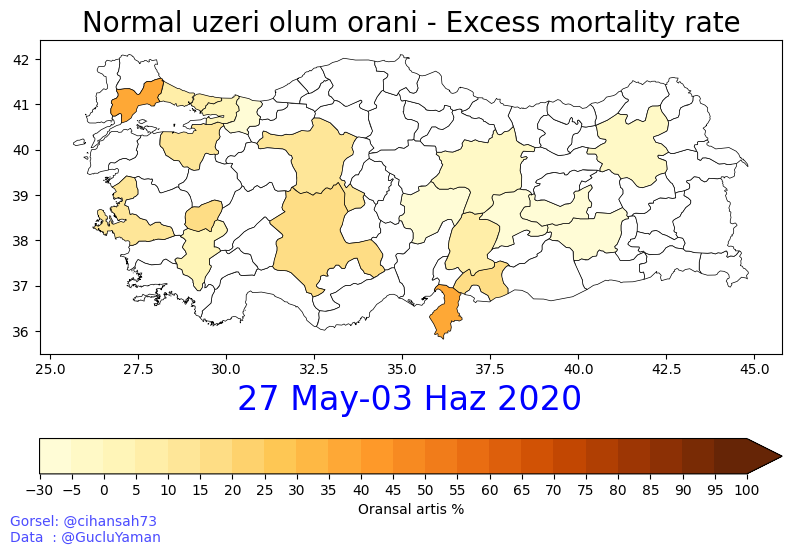 Normal uzeri olum orani - Excess mortality rate
42
41
40
39
38
37
36
25.0 27.5 30.0 32.5 35.0 37.5 40.0 42.5 45.0
27 May-03 Haz 2020
−30 −5 0 5 10 15 20 25 30 35 40 45 50 55 60 65 70 75 80 85 90 95 100
Oransal artis %
Gorsel: @cihansah73
Data : @GucluYaman